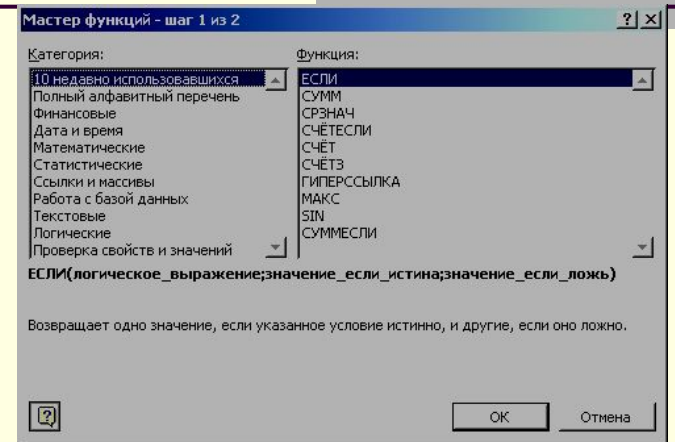 Мастер функций - шаг 1 из 2
Категория:
10 недавно использовавшихся
Полный алфавитный перечень
Финансовые
Дата и время
Математические
Статистические
Ссылки и массивы
Работа с базой данных
Текстовые
Логические
Проверка свойств и значений
Функция:
ЕСЛИ
СУММ
СРЗНАЧ
СЧЁТЕСЛИ
СЧЁТ
СЧЁТЗ
ГИПЕРССЫЛКА
МАКС
SIN
СУММЕСЛИ
ЕСЛИ(логическое_выражение;значение_если_истина;значение_если_ложь)
Возвращает одно значение, если указанное условие истинно, и другие, если оно ложно.
ОК
Отмена